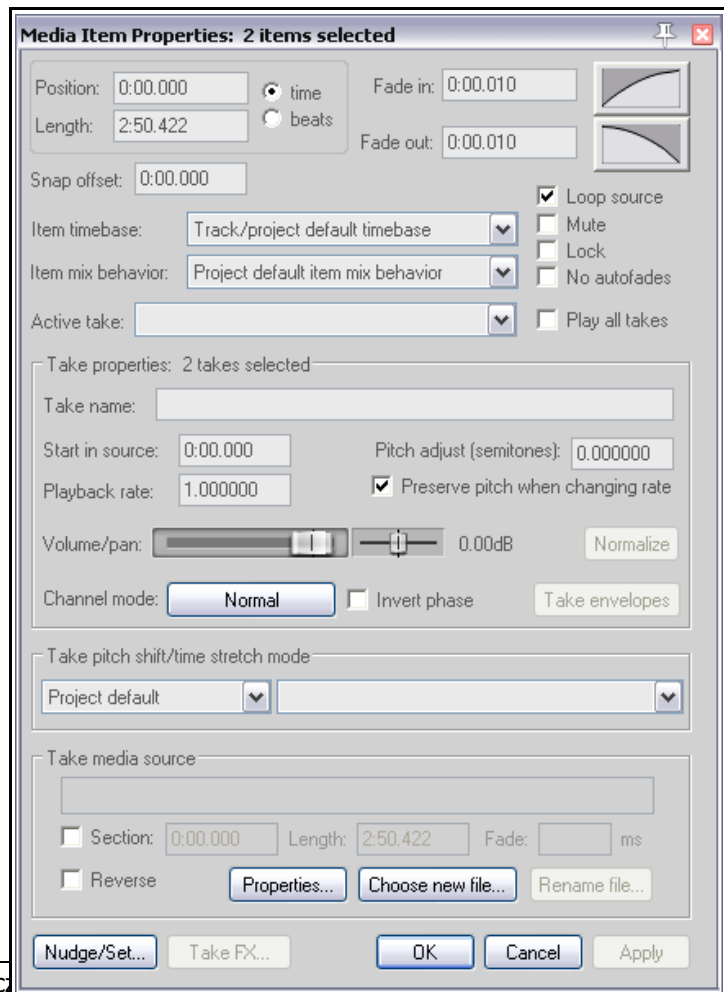 Media Item Properties: 2 items selected
Position: 0:00.000 time Fade in: 0:00.010
Length: 2:50.422 beats Fade out: 0:00.010
Snap offset: 0:00.000
Loop source
Item timebase: Track/project default timebase Mute
Lock
Item mix behavior: Project default item mix behavior No autofades
Active take: Play all takes
Take properties: 2 takes selected
Take name:
Start in source: 0:00.000 Pitch adjust (semitones): 0.000000
Playback rate: 1.000000 Preserve pitch when changing rate
Volume/pan: 0.00dB Normalize
Channel mode: Normal Invert phase Take envelopes
Take pitch shift/time stretch mode
Project default
Take media source
Section: 0:00.000 Length: 2:50.422 Fade: ms
Reverse Properties... Choose new file... Rename file...
Nudge/Set... Take FX... OK Cancel Apply